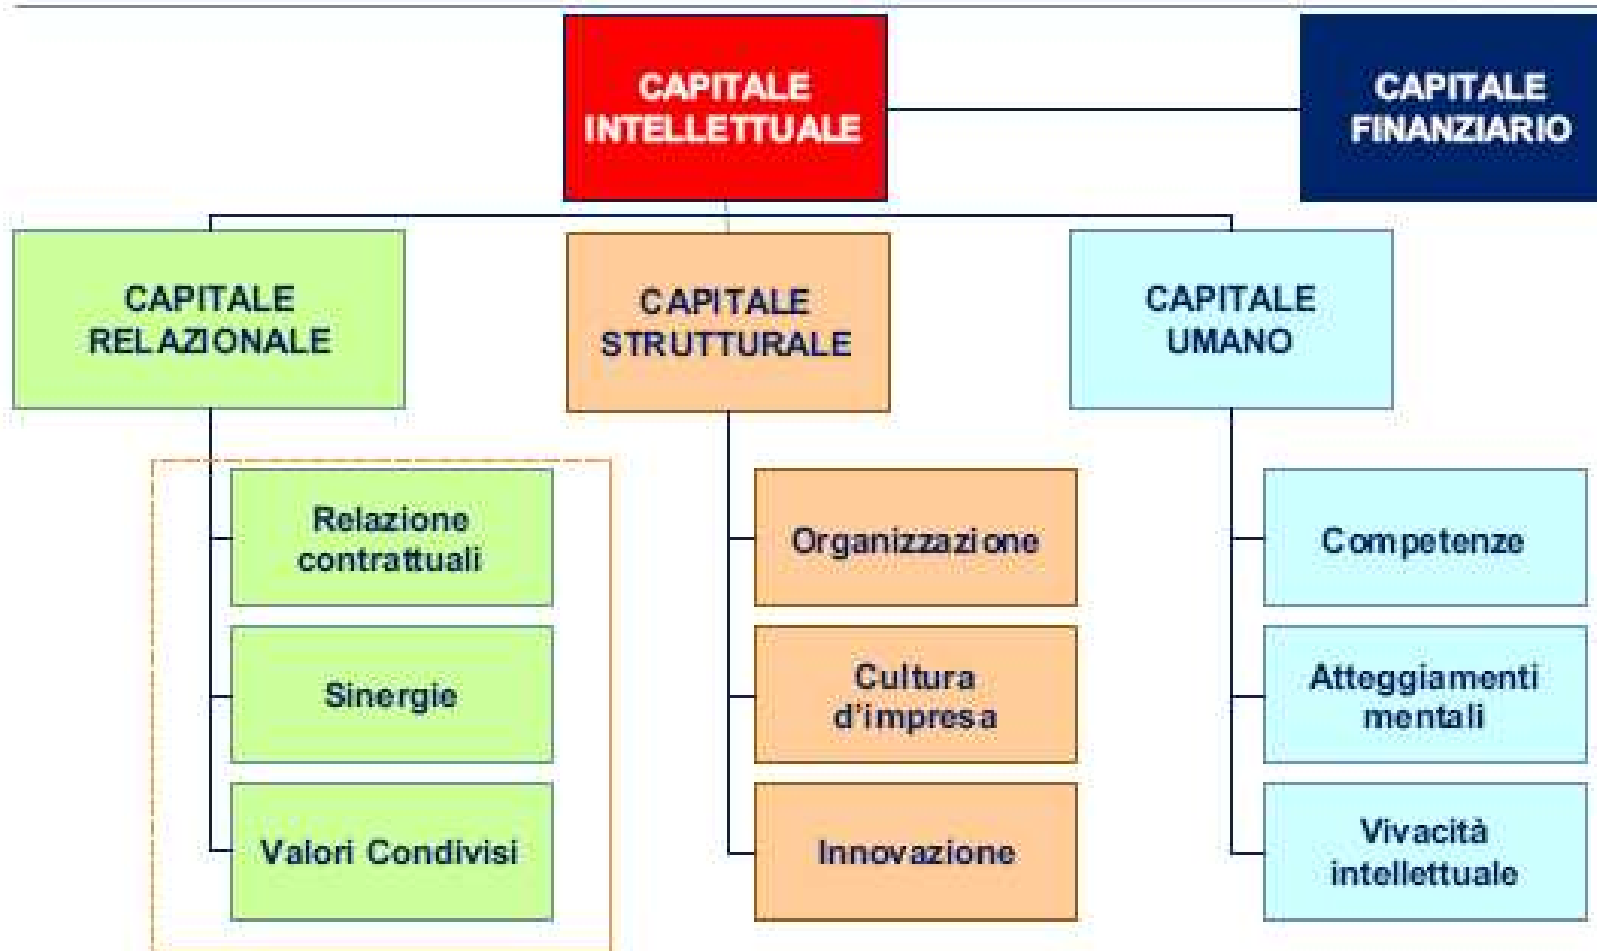 CAPITALE
INTELLETTUALE
CAPITALE
FINANZIARIO
CAPITALE
RELAZIONALE
CAPITALE
STRUTTURALE
CAPITALE
UMANO
Relazione
contrattuali
Organizzazione
Competenze
Sinergie
Cultura
d'impresa
Atteggiamenti
mentali
Valori Condivisi
Innovazione
Vivacità
intellettuale